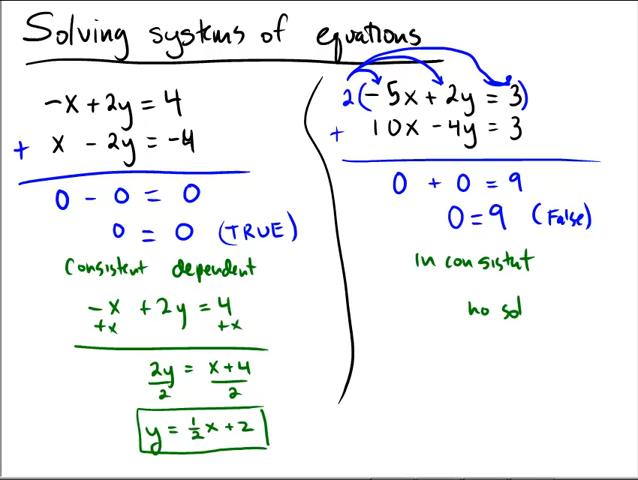 Solving systems of equations
-x + 2y = 4
+ x - 2y = -4
0 - 0 = 0
0 = 0 (TRUE)
Consistent dependent
-x + 2y = 4
+x +x
2y = x+4
2 2
y = 1/2 x + 2
2(-5x + 2y = 3)
+ 10x - 4y = 3
0 + 0 = 9
0 = 9 (False)
In consistut
no sol